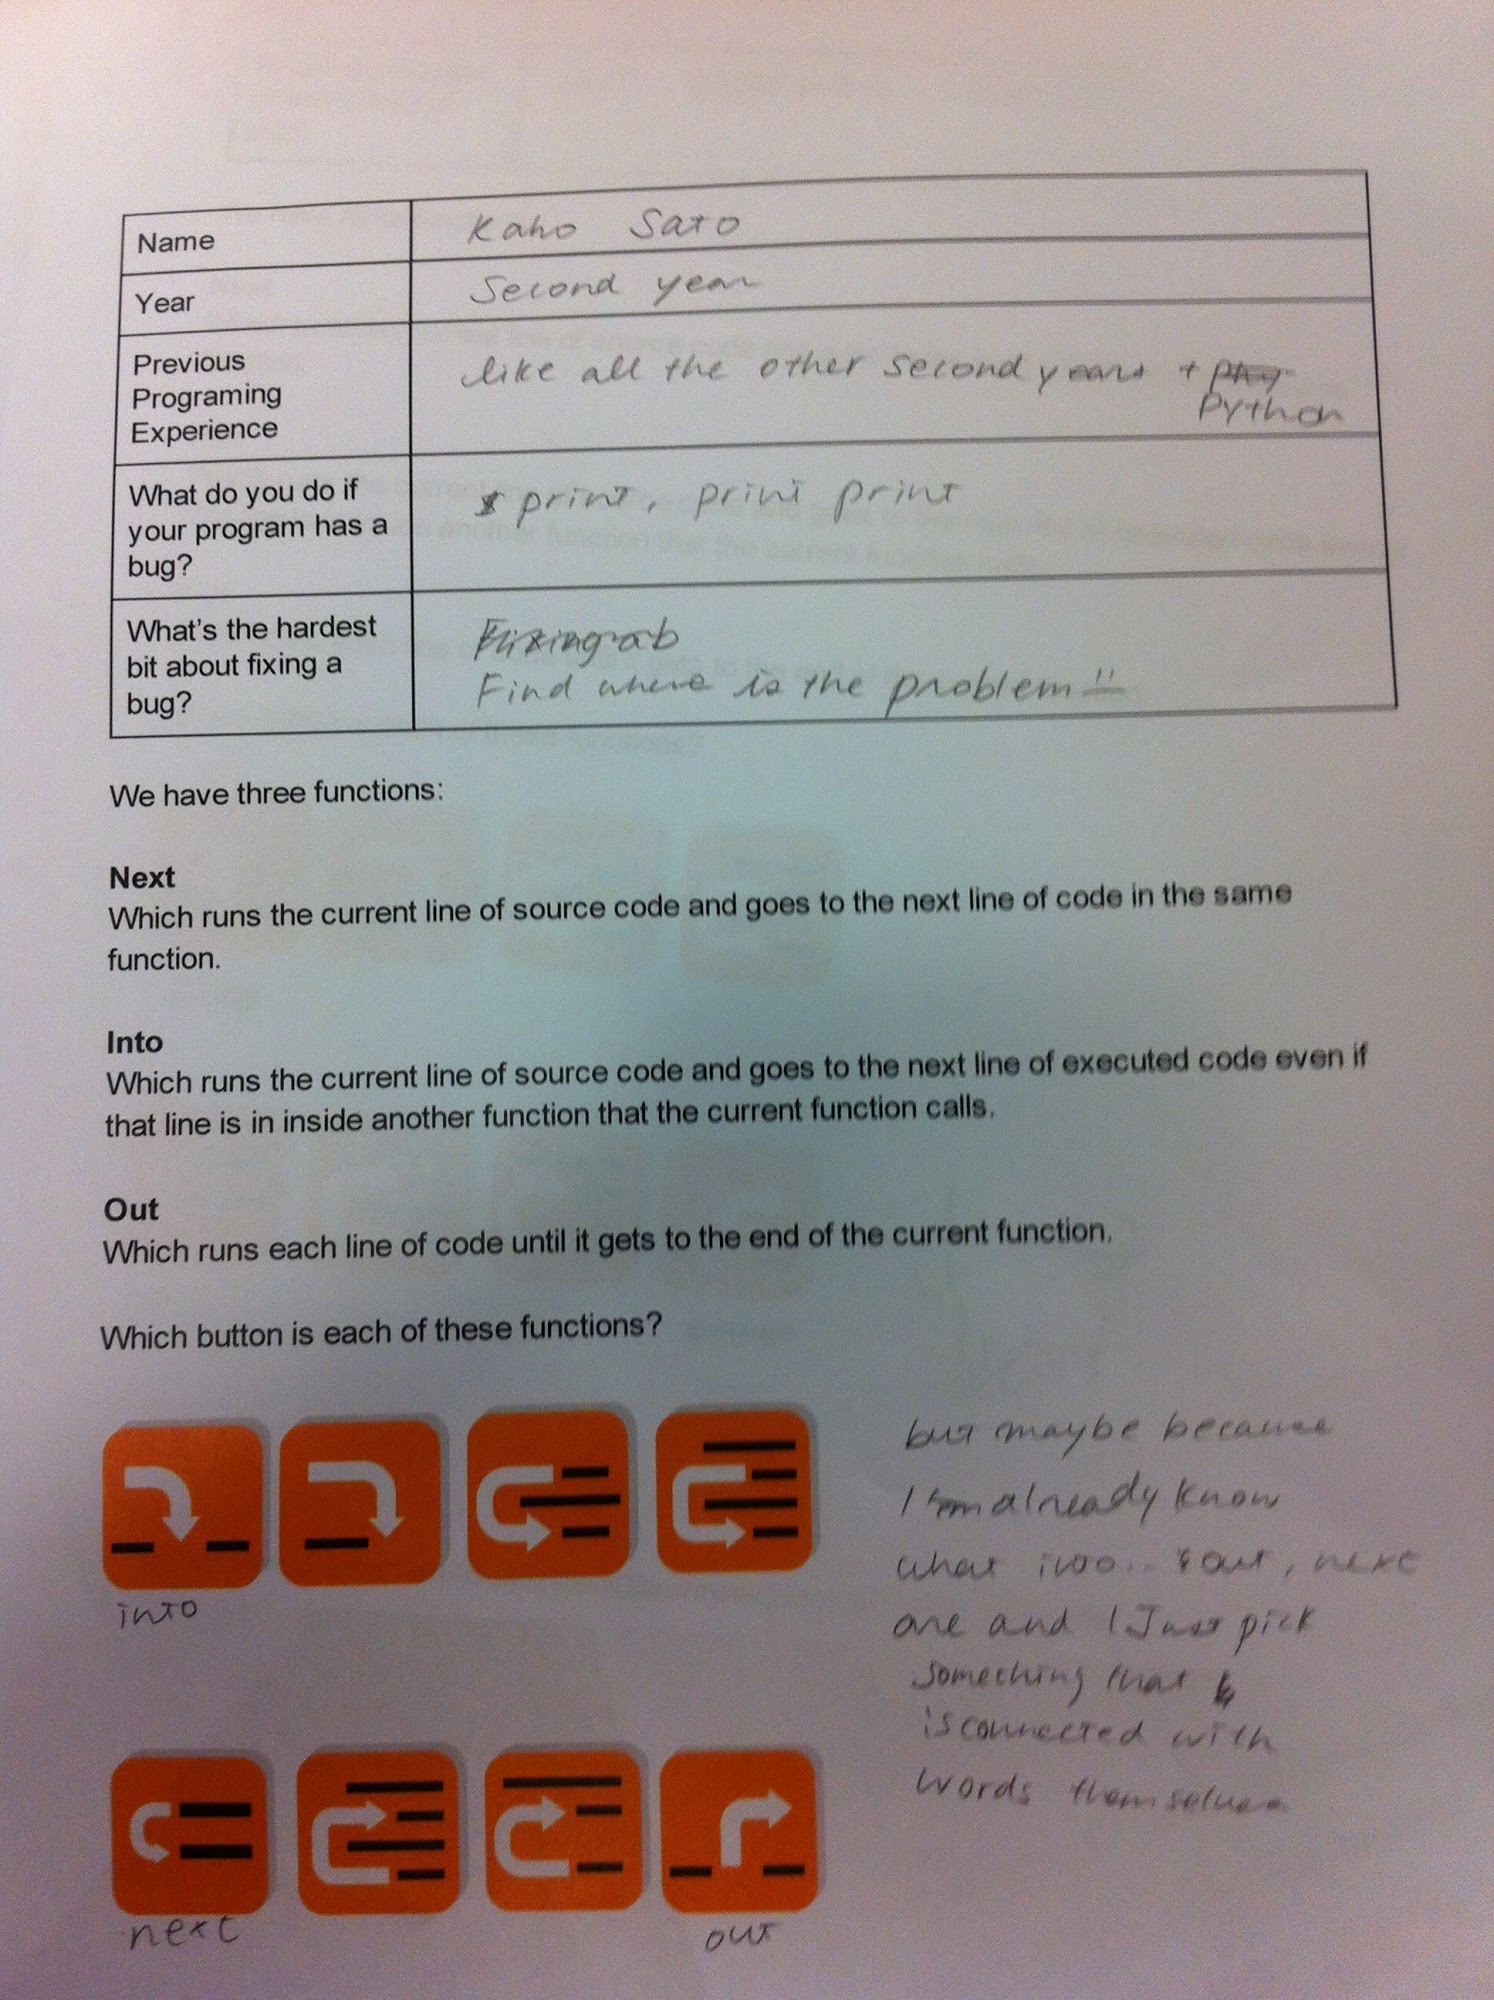 Name
Kaho Sato
Year
Second year
Previous
Programing
Experience
like all the other second years +
Python
What do you do if
your program has a
bug?
print, print print
What's the hardest
bit about fixing a
bug?
Fixing a b
Find where is the problem!!
We have three functions:
Next
Which runs the current line of source code and goes to the next line of code in the same
function.
Into
Which runs the current line of source code and goes to the next line of executed code even if
that line is in inside another function that the current function calls.
Out
Which runs each line of code until it gets to the end of the current function.
Which button is each of these functions?
into
next
out
but maybe because
I already know
what out, next
are and I Just pick
something that
is connected with
words themselves